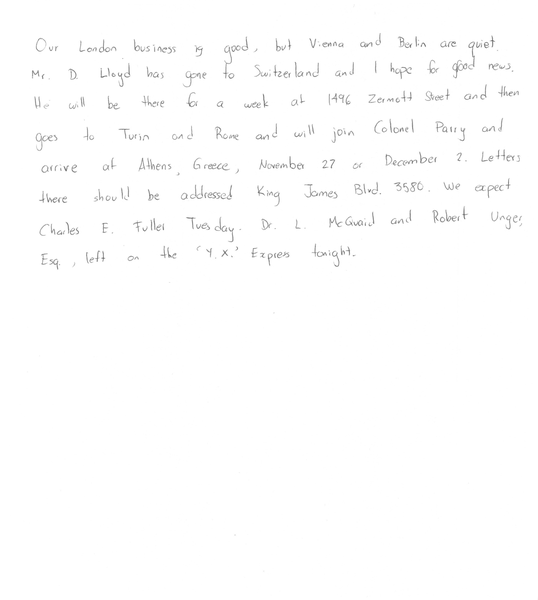 Our London business is good, but Vienna and Berlin are quiet.
Mr. D. Lloyd has gone to Switzerland and I hope for good news.
He will be there for a week at 1496 Zermott Street and then
goes to Turin and Rome and will join Colonel Parry and
arrive at Athens, Greece, November 27 or December 2. Letters
there should be addressed King James Blvd. 3580. We expect
Charles E. Fuller Tuesday. Dr. L. McQuaid and Robert Unger,
Esq., left on the 'Y.X.' Express tonight.